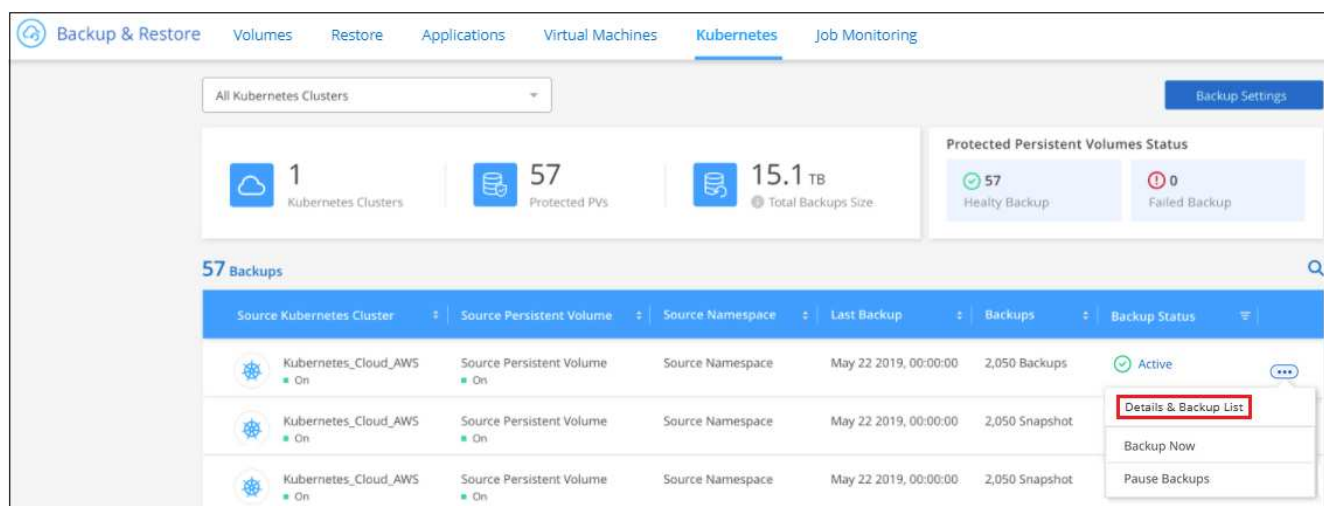 Backup & Restore Volumes Restore Applications Virtual Machines Kubernetes Job Monitoring
All Kubernetes Clusters
Backup Settings
1
Kubernetes Clusters
57
Protected PVs
15.1 TB
Total Backups Size
Protected Persistent Volumes Status
57
Healty Backup
0
Failed Backup
57 Backups
Source Kubernetes Cluster Source Persistent Volume Source Namespace Last Backup Backups Backup Status
Kubernetes_Cloud_AWS Source Persistent Volume Source Namespace May 22 2019, 00:00:00 2,050 Backups Active
On On
Details & Backup List
Kubernetes_Cloud_AWS Source Persistent Volume Source Namespace May 22 2019, 00:00:00 2,050 Snapshot
On On
Backup Now
Kubernetes_Cloud_AWS Source Persistent Volume Source Namespace May 22 2019, 00:00:00 2,050 Snapshot
On On
Pause Backups